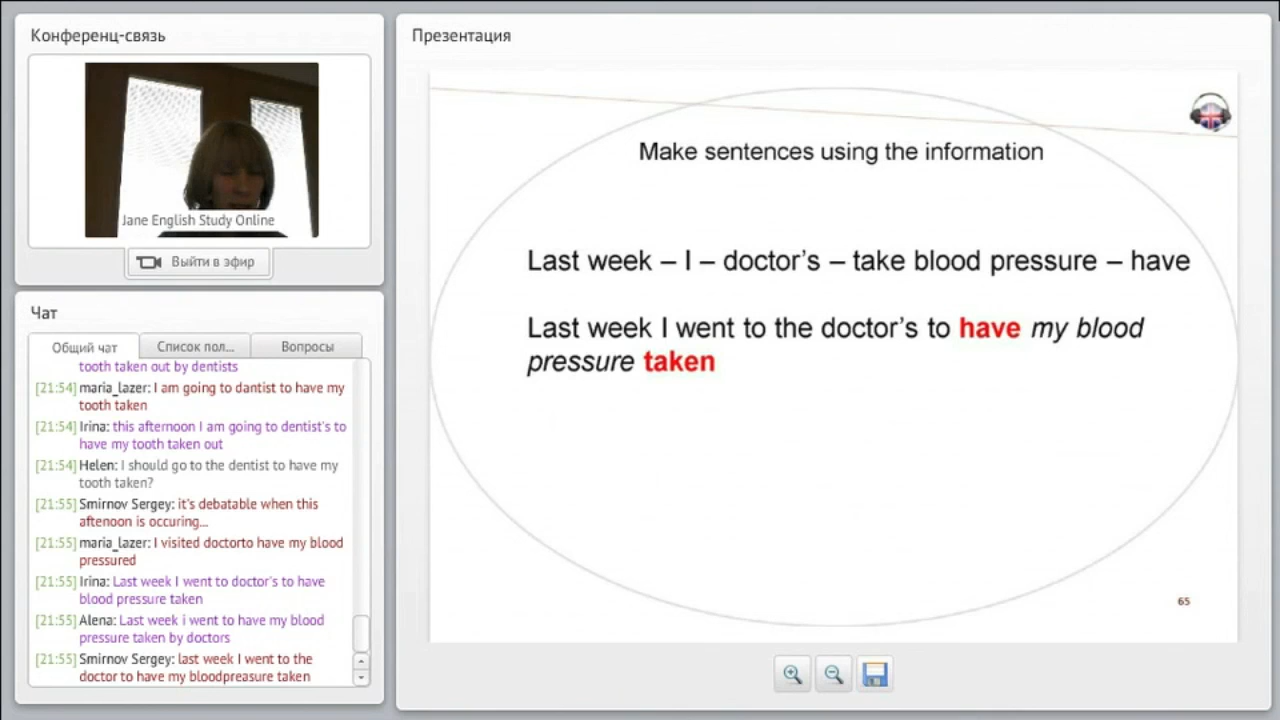 Конференц-связь
Jane English Study Online
Выйти в эфир
Чат
Общий чат
Список пол...
Вопросы
tooth taken out by dentists
[21:54] maria_lazer: I am going to dantist to have my
tooth taken
[21:54] Irina: this afternoon I am going to dentist's to
have my tooth taken out
[21:54] Helen: I should go to the dentist to have my
tooth taken?
[21:55] Smirnov Sergey: it's debatable when this
aftenoon is occuring...
[21:55] maria_lazer: I visited doctorto have my blood
pressured
[21:55] Irina: Last week I went to doctor's to have
blood pressure taken
[21:55] Alena: Last week i went to have my blood
pressure taken by doctors
[21:55] Smirnov Sergey: last week I went to the
doctor to have my bloodpreasure taken
Презентация
Make sentences using the information
Last week – I – doctor's – take blood pressure – have
Last week I went to the doctor's to have my blood
pressure taken
65